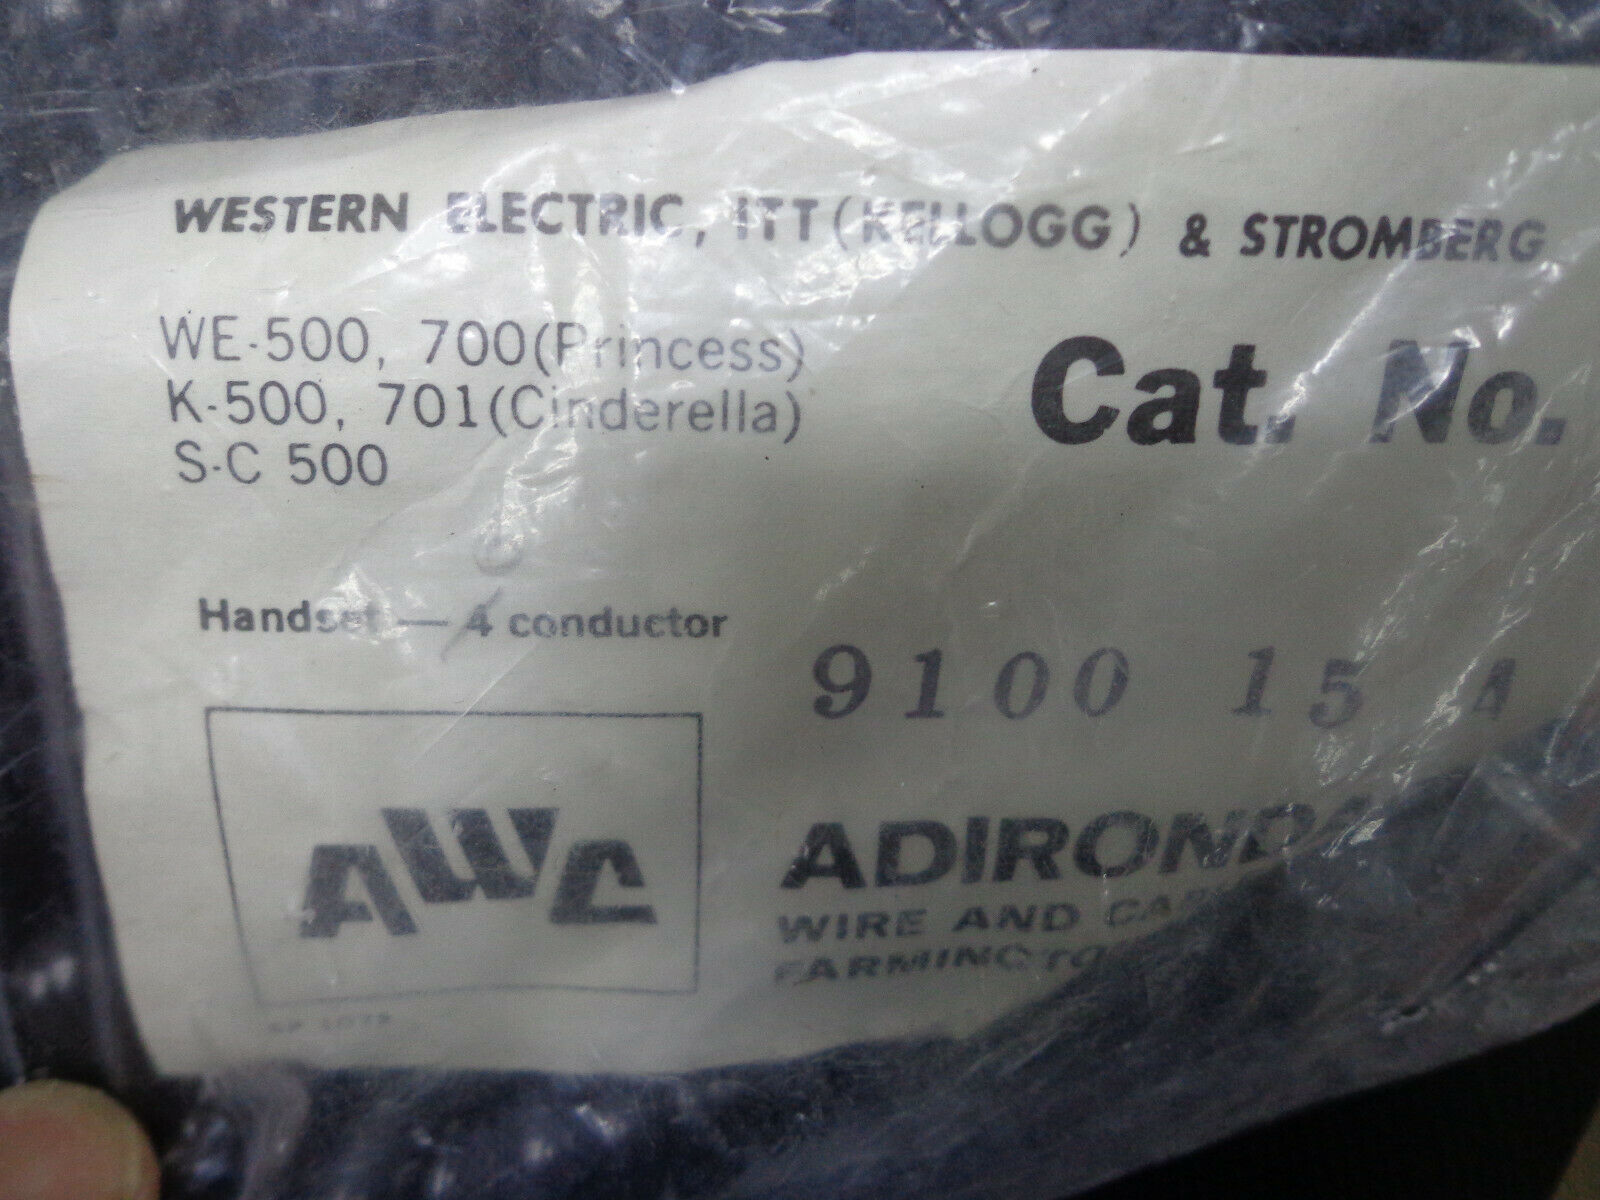 WESTERN ELECTRIC, ITT (KELLOGG) & STROMBERG
WE-500, 700(Princess)
K-500, 701(Cinderella)
S-C 500
Cat. No.
Handset — 4 conductor
9100 15
AWC
WIRE AND